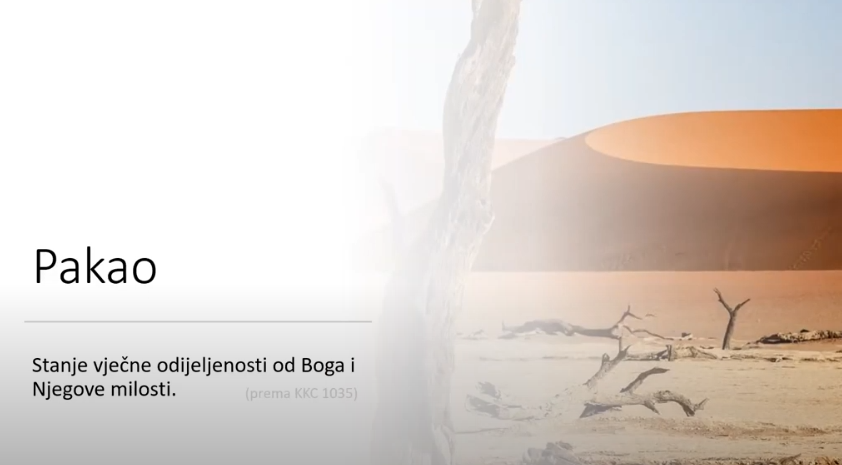 Pakao
Stanje vječne odijeljenosti od Boga i
Njegove milosti.
(prema KKC 1035)